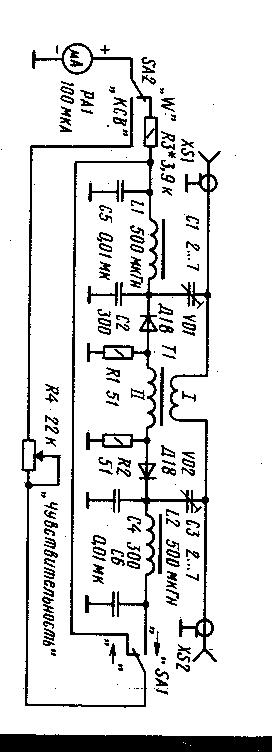 XS1
C1 2...7
VD1
Д18
T1
I
II
VD2
Д18
C3 2...7
XS2
SA2
„W"
R3* 3,9 к
L1 500 мкГн
C5 0,01 мк
C2
300
R1 51
R2
51
C4 300
L2 500 мкГн
C6
0,01 мк
„→"
SA1
„←"
„КСВ"
+
μA
-
PA1
100 мкА
R4 22 к
„Чувствительность"